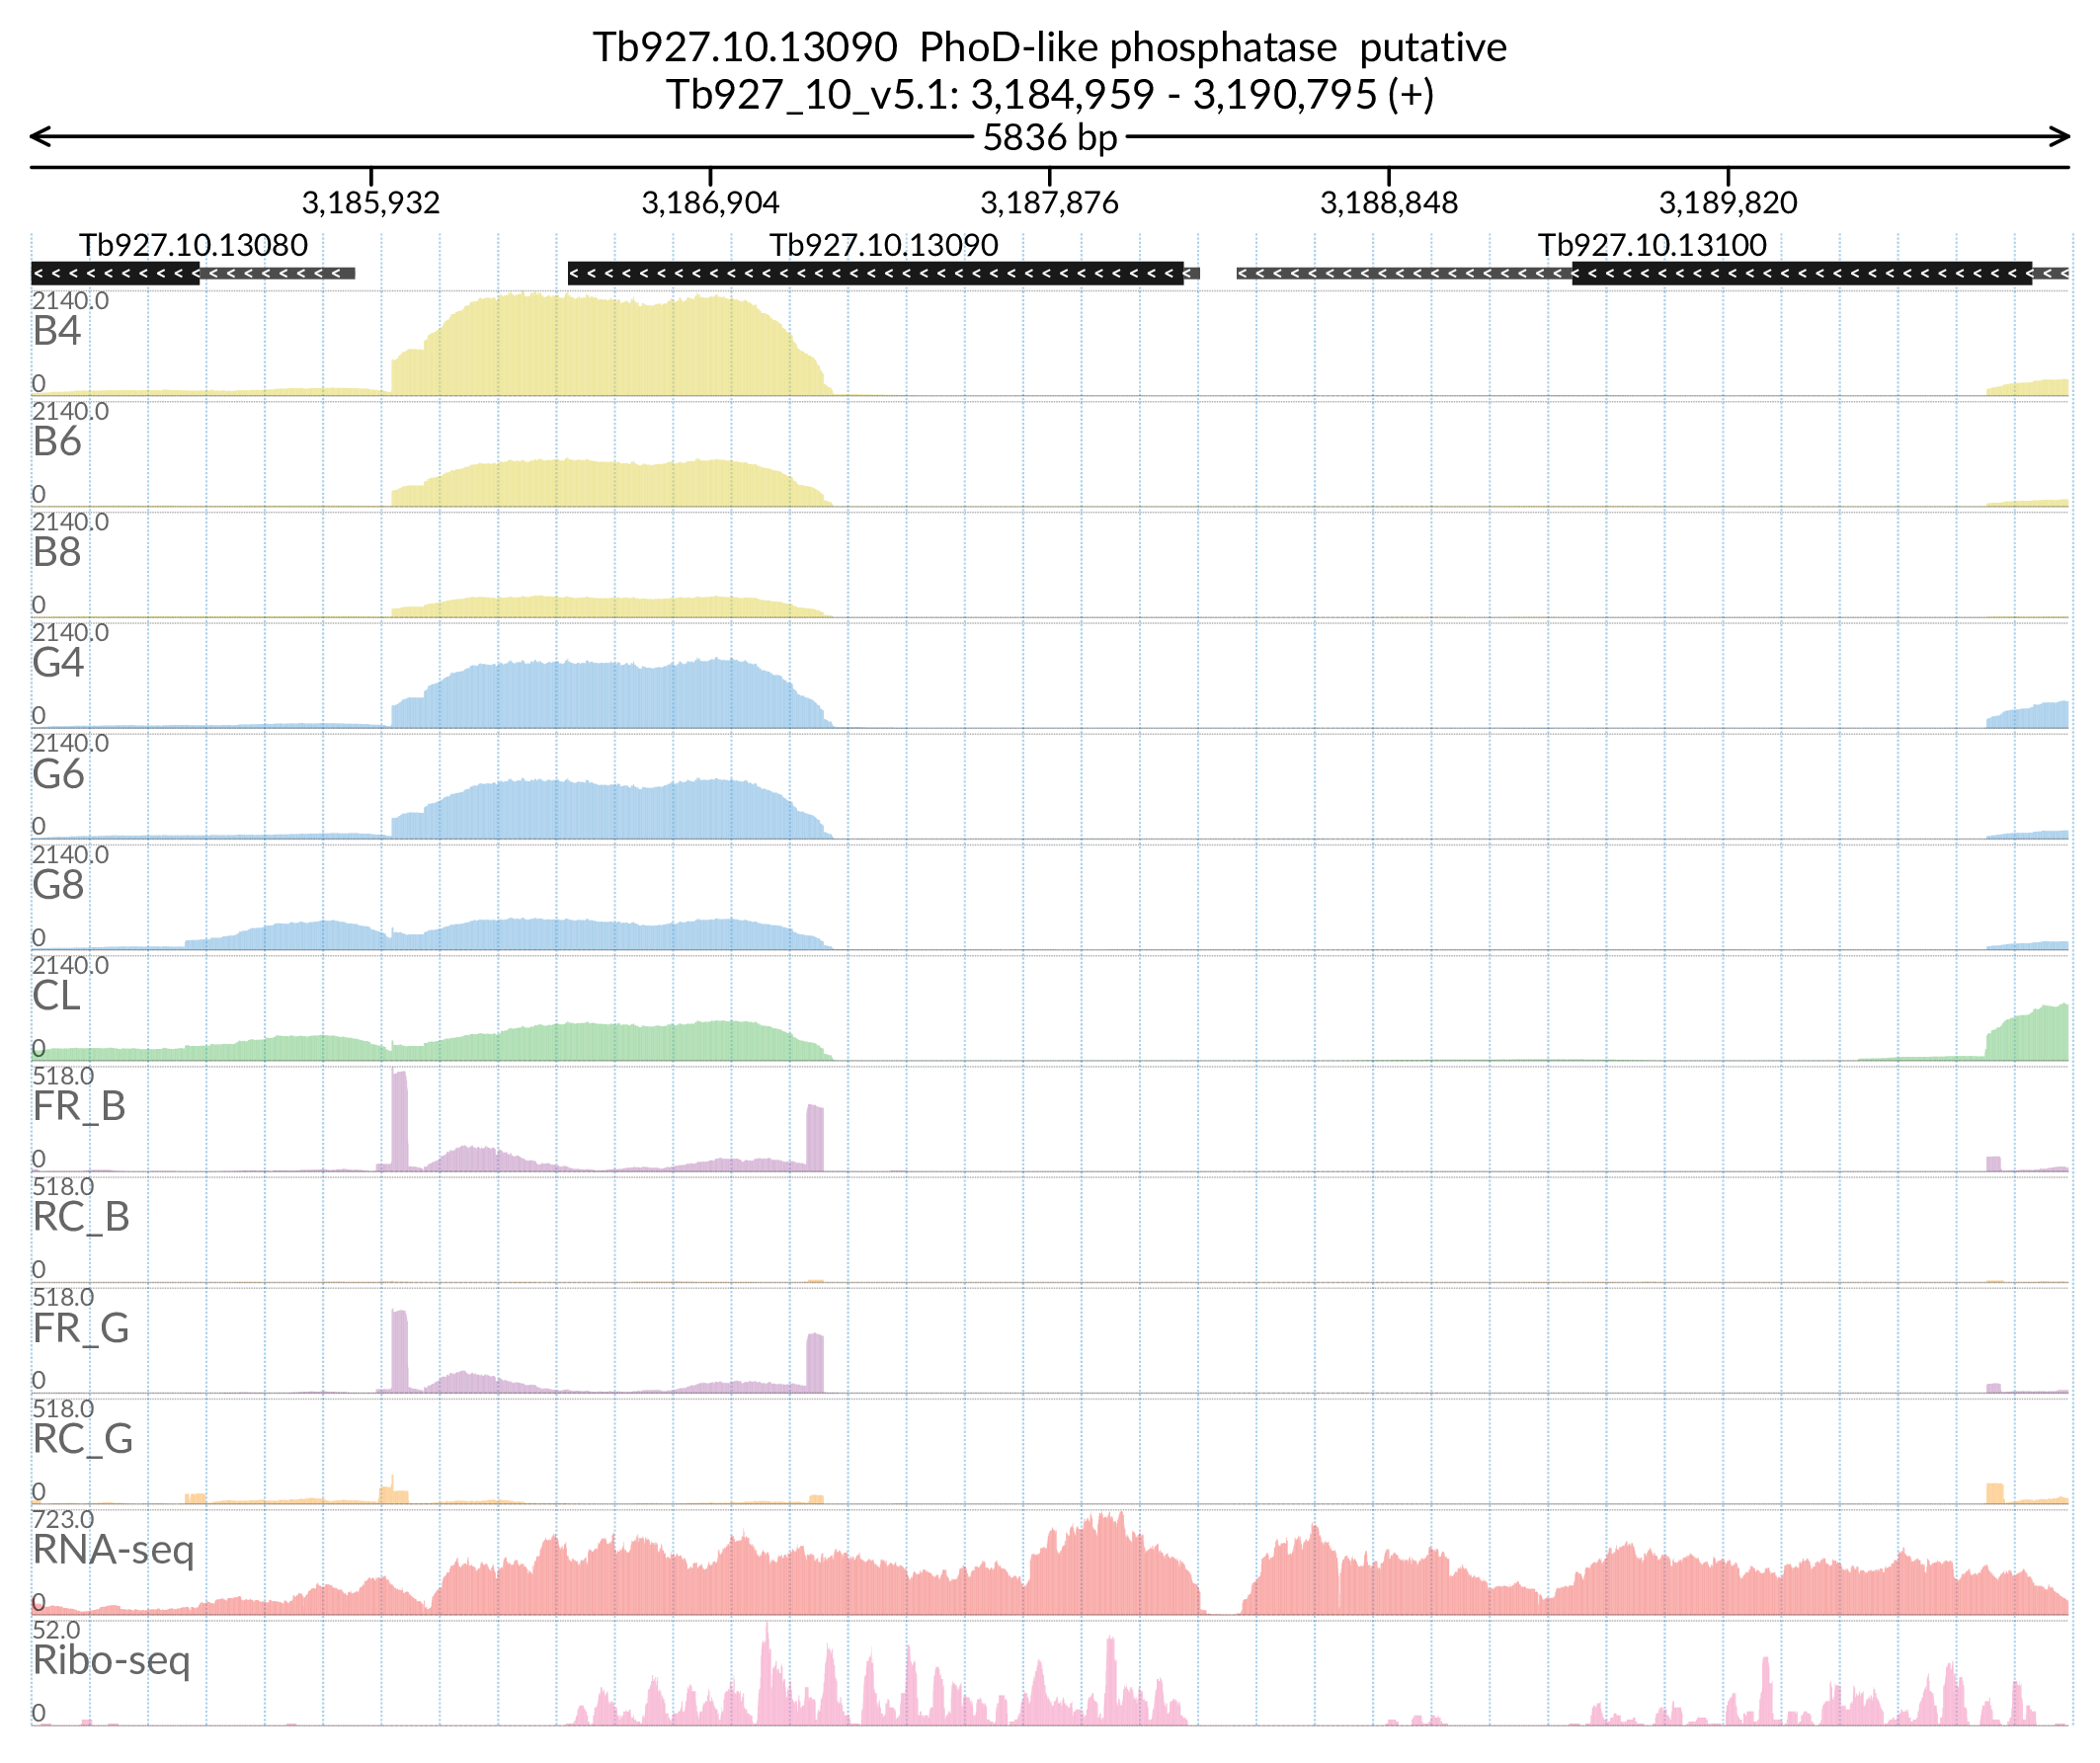 Tb927.10.13090  PhoD-like phosphatase  putative
Tb927_10_v5.1: 3,184,959 - 3,190,795 (+)
5836 bp
3,185,932 3,186,904 3,187,876 3,188,848 3,189,820
Tb927.10.13080 Tb927.10.13090 Tb927.10.13100
2140.0
B4
0
2140.0
B6
0
2140.0
B8
0
2140.0
G4
0
2140.0
G6
0
2140.0
G8
0
2140.0
CL
0
518.0
FR_B
0
518.0
RC_B
0
518.0
FR_G
0
518.0
RC_G
0
723.0
RNA-seq
0
52.0
Ribo-seq
0